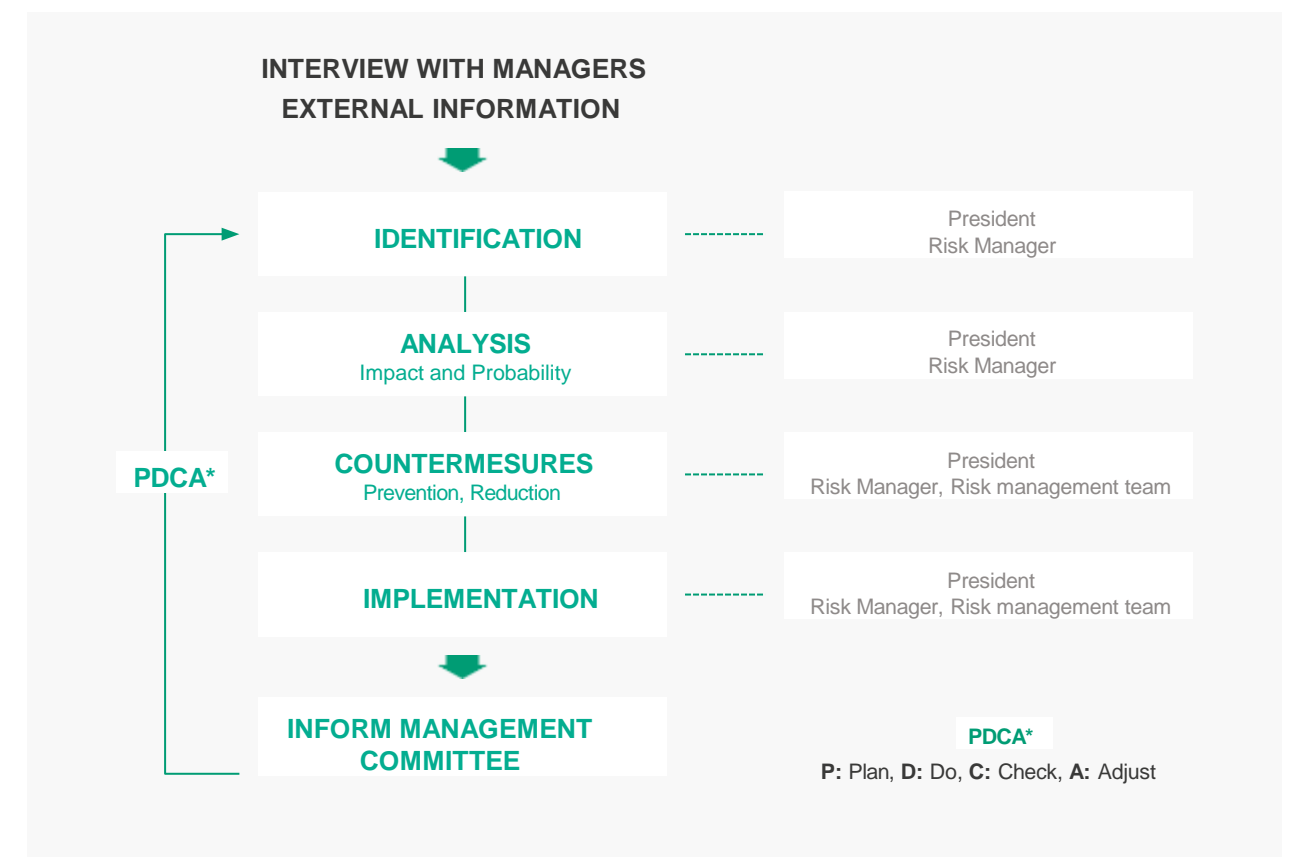 INTERVIEW WITH MANAGERS
EXTERNAL INFORMATION
IDENTIFICATION
President
Risk Manager
ANALYSIS
Impact and Probability
President
Risk Manager
PDCA*
COUNTERMESURES
Prevention, Reduction
President
Risk Manager, Risk management team
IMPLEMENTATION
President
Risk Manager, Risk management team
INFORM MANAGEMENT
COMMITTEE
PDCA*
P: Plan, D: Do, C: Check, A: Adjust